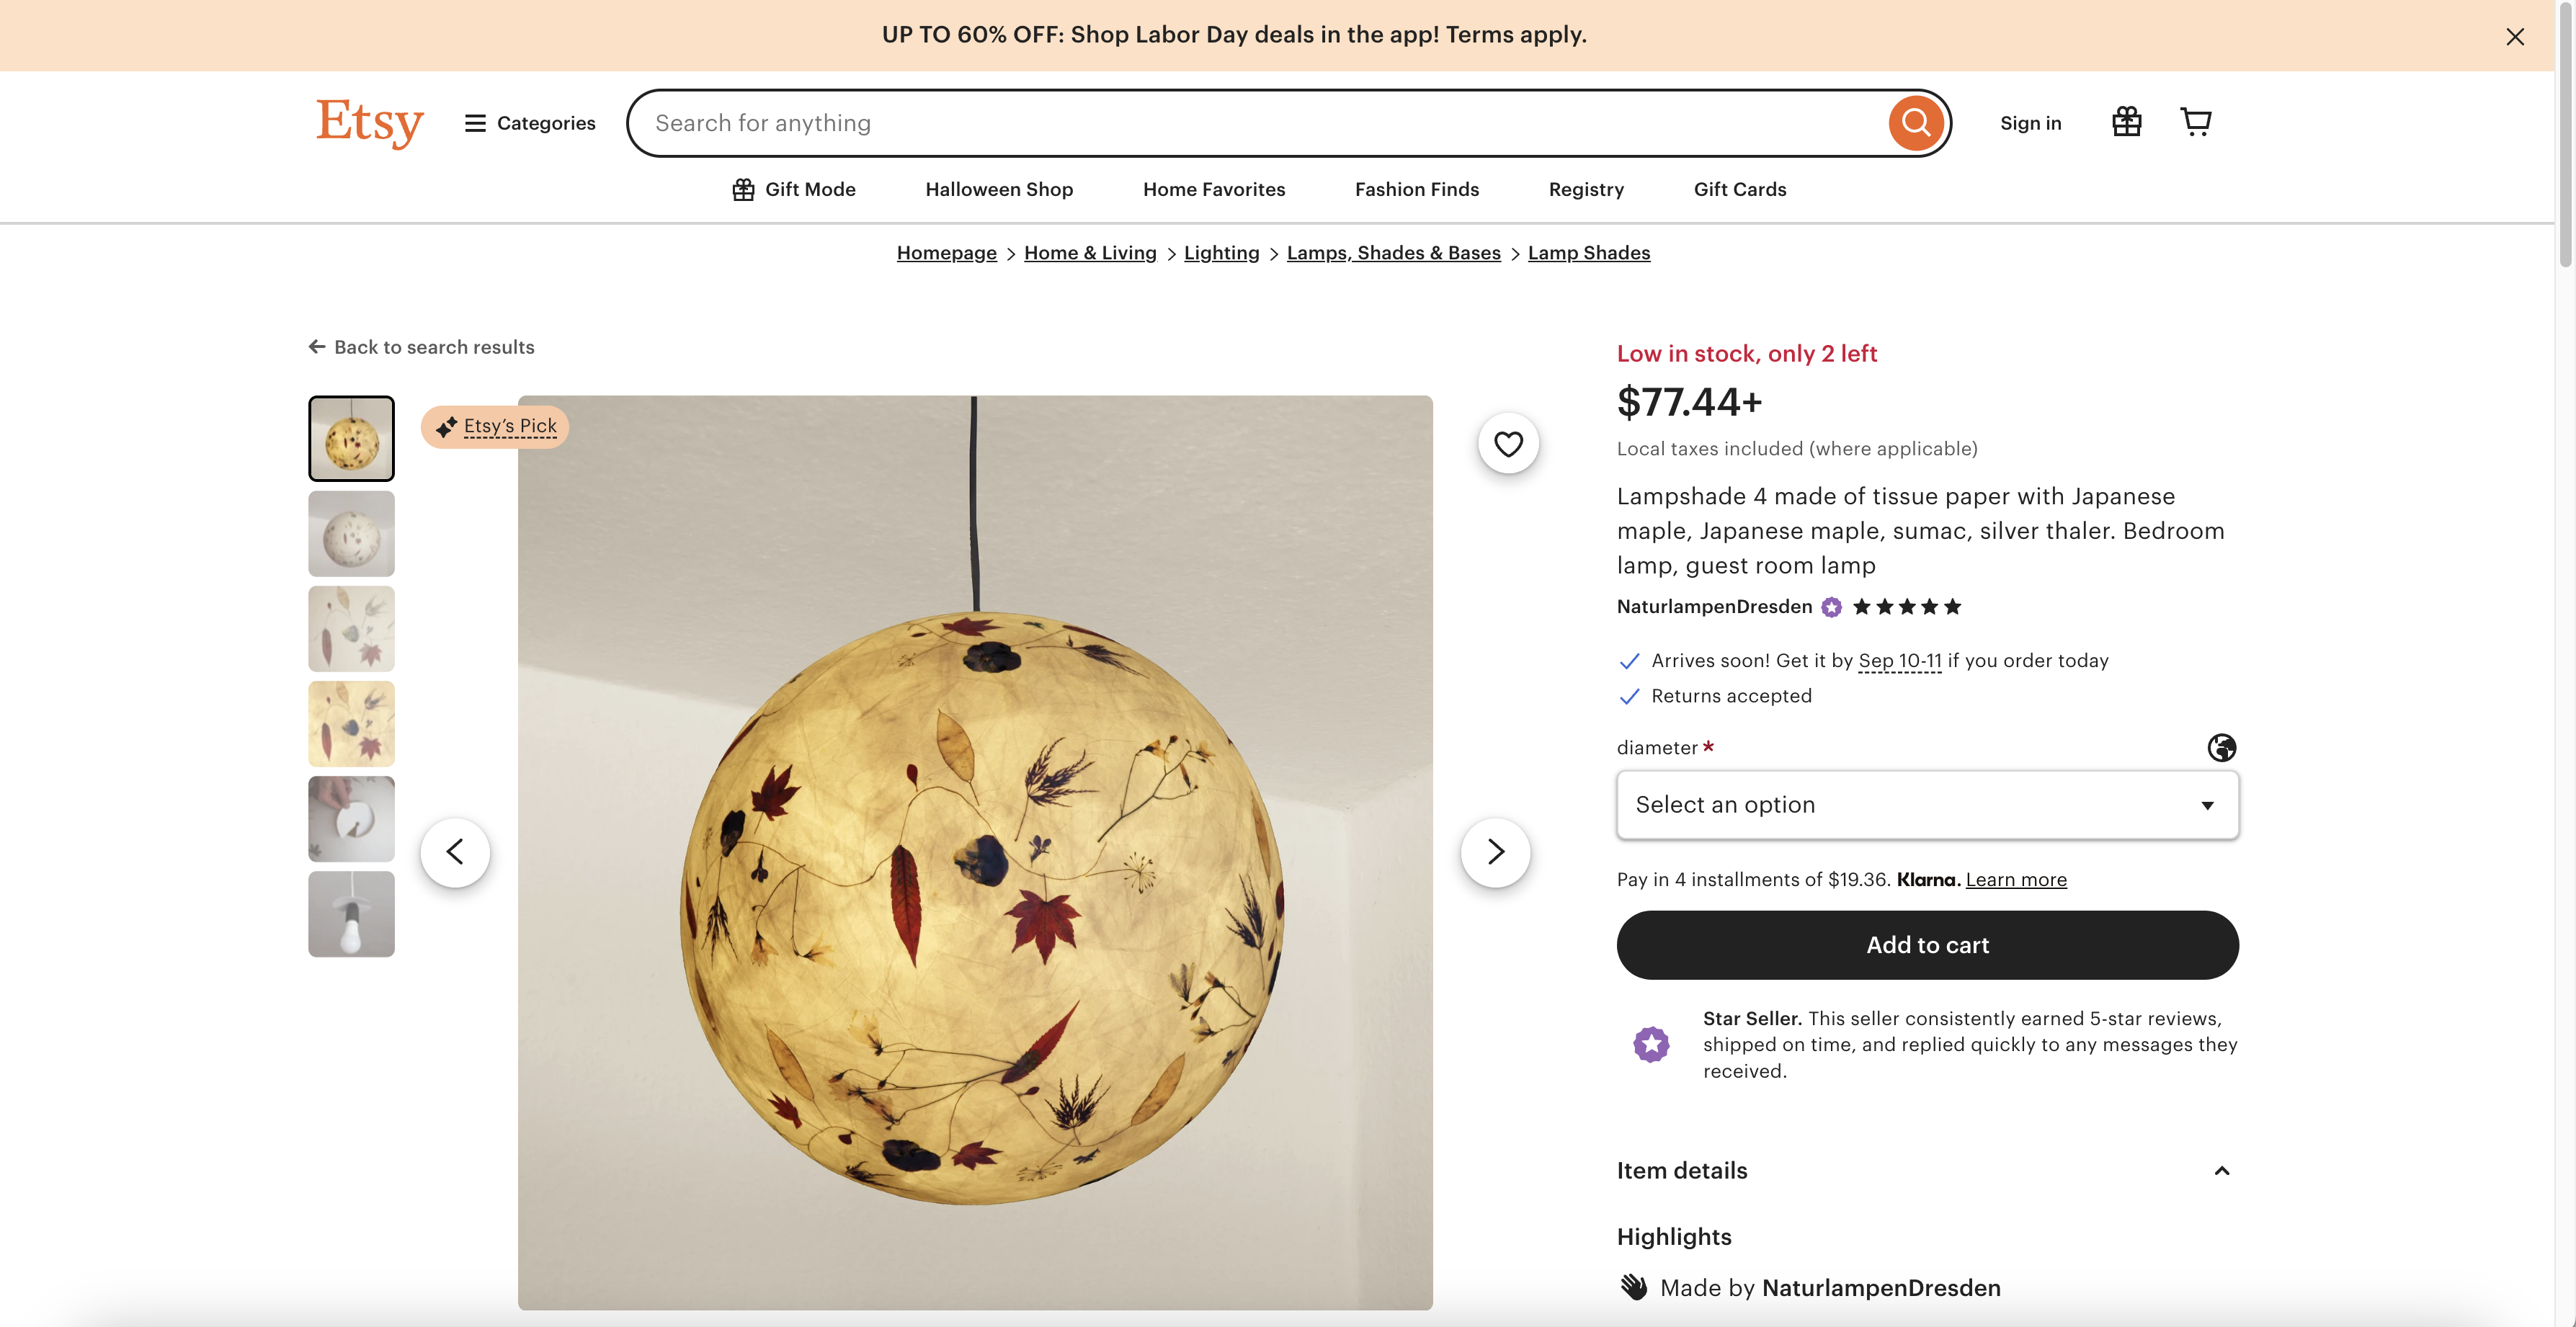 UP TO 60% OFF: Shop Labor Day deals in the app! Terms apply.
Etsy
Categories
Search for anything
Sign in
Gift Mode
Halloween Shop
Home Favorites
Fashion Finds
Registry
Gift Cards
Homepage > Home & Living > Lighting > Lamps, Shades & Bases > Lamp Shades
Back to search results
Etsy's Pick
Low in stock, only 2 left
$77.44+
Local taxes included (where applicable)
Lampshade 4 made of tissue paper with Japanese
maple, Japanese maple, sumac, silver thaler. Bedroom
lamp, guest room lamp
NaturlampenDresden
Arrives soon! Get it by Sep 10-11 if you order today
Returns accepted
diameter *
Select an option
Pay in 4 installments of $19.36. Klarna. Learn more
Add to cart
Star Seller. This seller consistently earned 5-star reviews,
shipped on time, and replied quickly to any messages they
received.
Item details
Highlights
Made by NaturlampenDresden